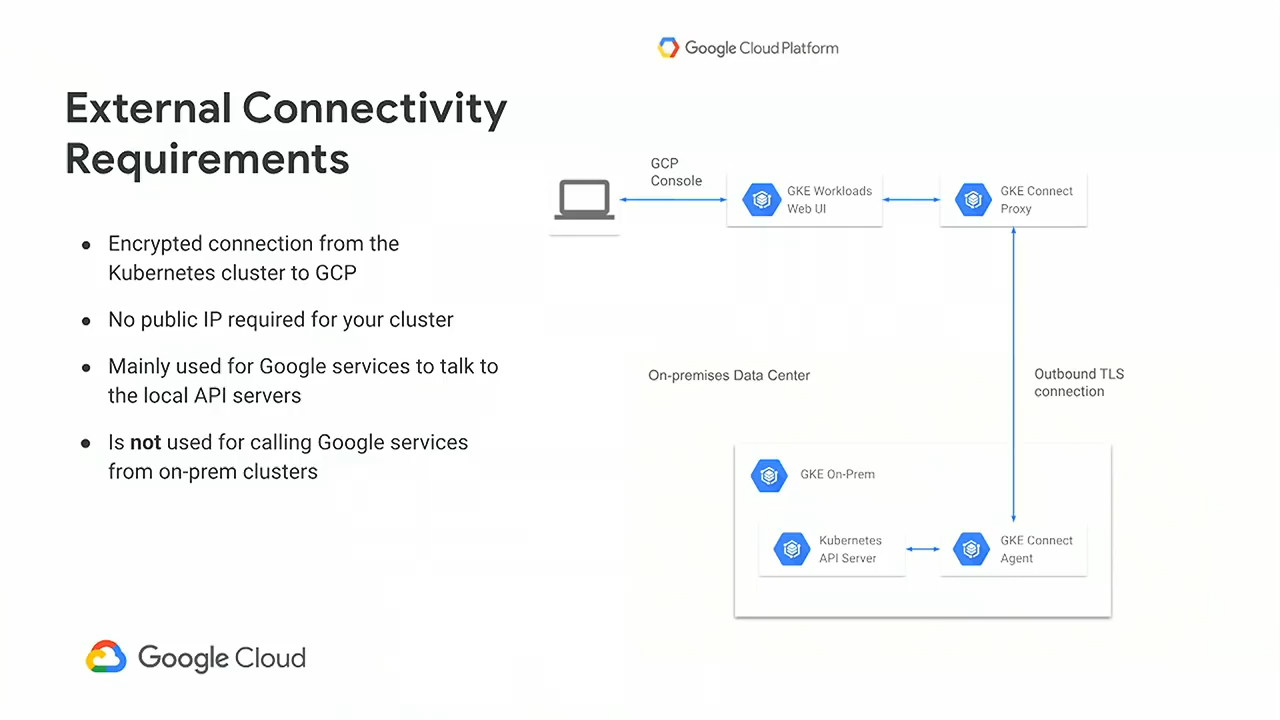 Google Cloud Platform
External Connectivity
Requirements
• Encrypted connection from the
Kubernetes cluster to GCP
• No public IP required for your cluster
• Mainly used for Google services to talk to
the local API servers
• Is not used for calling Google services
from on-prem clusters
GCP
Console
GKE Workloads
Web UI
GKE Connect
Proxy
On-premises Data Center
Outbound TLS
connection
GKE On-Prem
Kubernetes
API Server
GKE Connect
Agent
Google Cloud